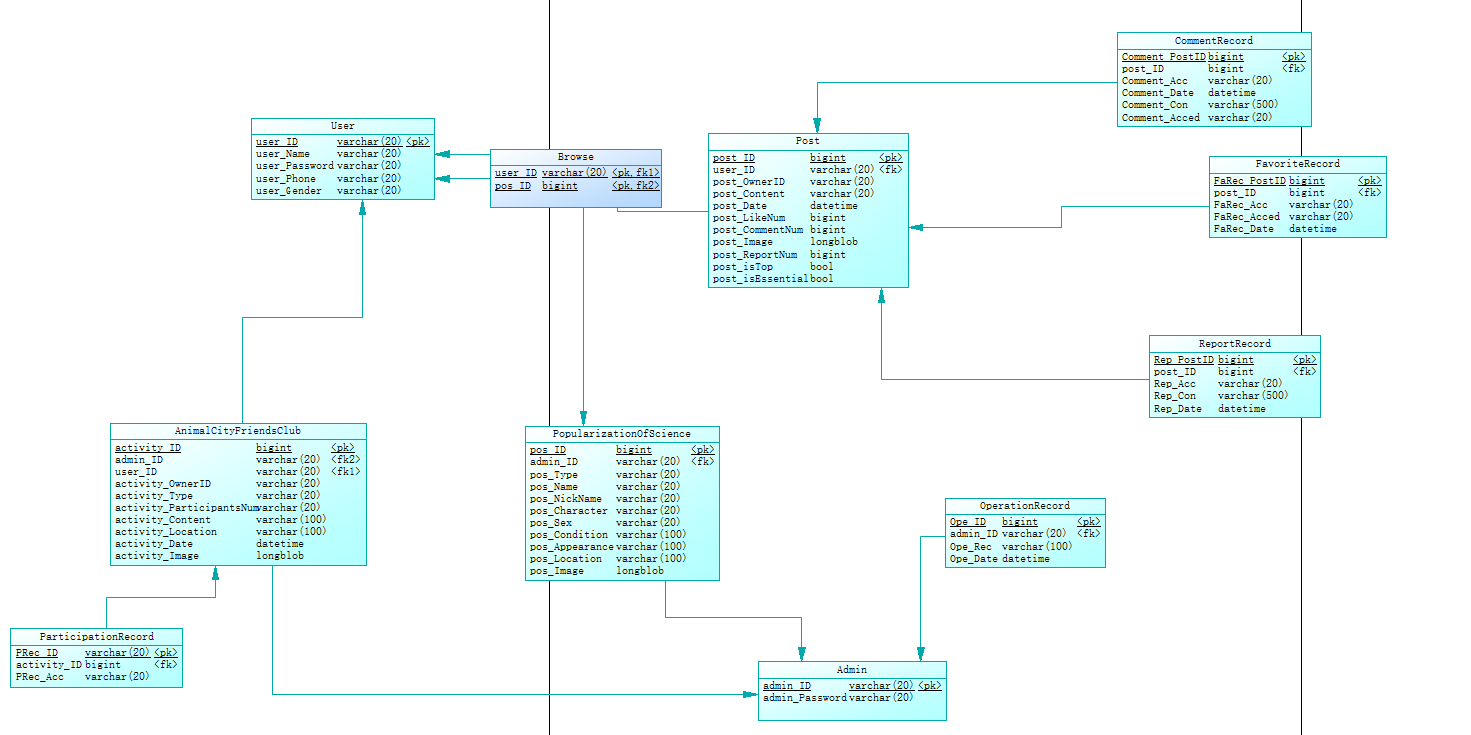 CommentRecord
Comment_PostID bigint <pk>
post_ID bigint <fk>
Comment_Acc varchar(20)
Comment_Date datetime
Comment_Con varchar(500)
Comment_Acced varchar(20)
User
user_ID varchar(20) <pk>
user_Name varchar(20)
user_Password varchar(20)
user_Phone varchar(20)
user_Gender varchar(20)
Browse
user_ID varchar(20) <pk,fk1>
pos_ID bigint <pk,fk2>
Post
post_ID bigint <pk>
user_ID varchar(20) <fk>
post_OwnerID varchar(20)
post_Content varchar(20)
post_Date datetime
post_LikeNum bigint
post_CommentNum bigint
post_Image longblob
post_ReportNum bigint
post_isTop bool
post_isEssential bool
FavoriteRecord
FaRec_PostID bigint <pk>
post_ID bigint <fk>
FaRec_Acc varchar(20)
FaRec_Acced varchar(20)
FaRec_Date datetime
ReportRecord
Rep_PostID bigint <pk>
post_ID bigint <fk>
Rep_Acc varchar(20)
Rep_Con varchar(500)
Rep_Date datetime
AnimalCityFriendsClub
activity_ID bigint <pk>
admin_ID varchar(20) <fk2>
user_ID varchar(20) <fk1>
activity_OwnerID varchar(20)
activity_Type varchar(20)
activity_ParticipantsNum varchar(20)
activity_Content varchar(100)
activity_Location varchar(100)
activity_Date datetime
activity_Image longblob
PopularizationOfScience
pos_ID bigint <pk>
admin_ID varchar(20) <fk>
pos_Type varchar(20)
pos_Name varchar(20)
pos_NickName varchar(20)
pos_Character varchar(20)
pos_Sex varchar(20)
pos_Condition varchar(100)
pos_Appearance varchar(100)
pos_Location varchar(100)
pos_Image longblob
OperationRecord
Ope_ID bigint <pk>
admin_ID varchar(20) <fk>
Ope_Rec varchar(100)
Ope_Date datetime
ParticipationRecord
PRec_ID varchar(20) <pk>
activity_ID bigint <fk>
PRec_Acc varchar(20)
Admin
admin_ID varchar(20) <pk>
admin_Password varchar(20)